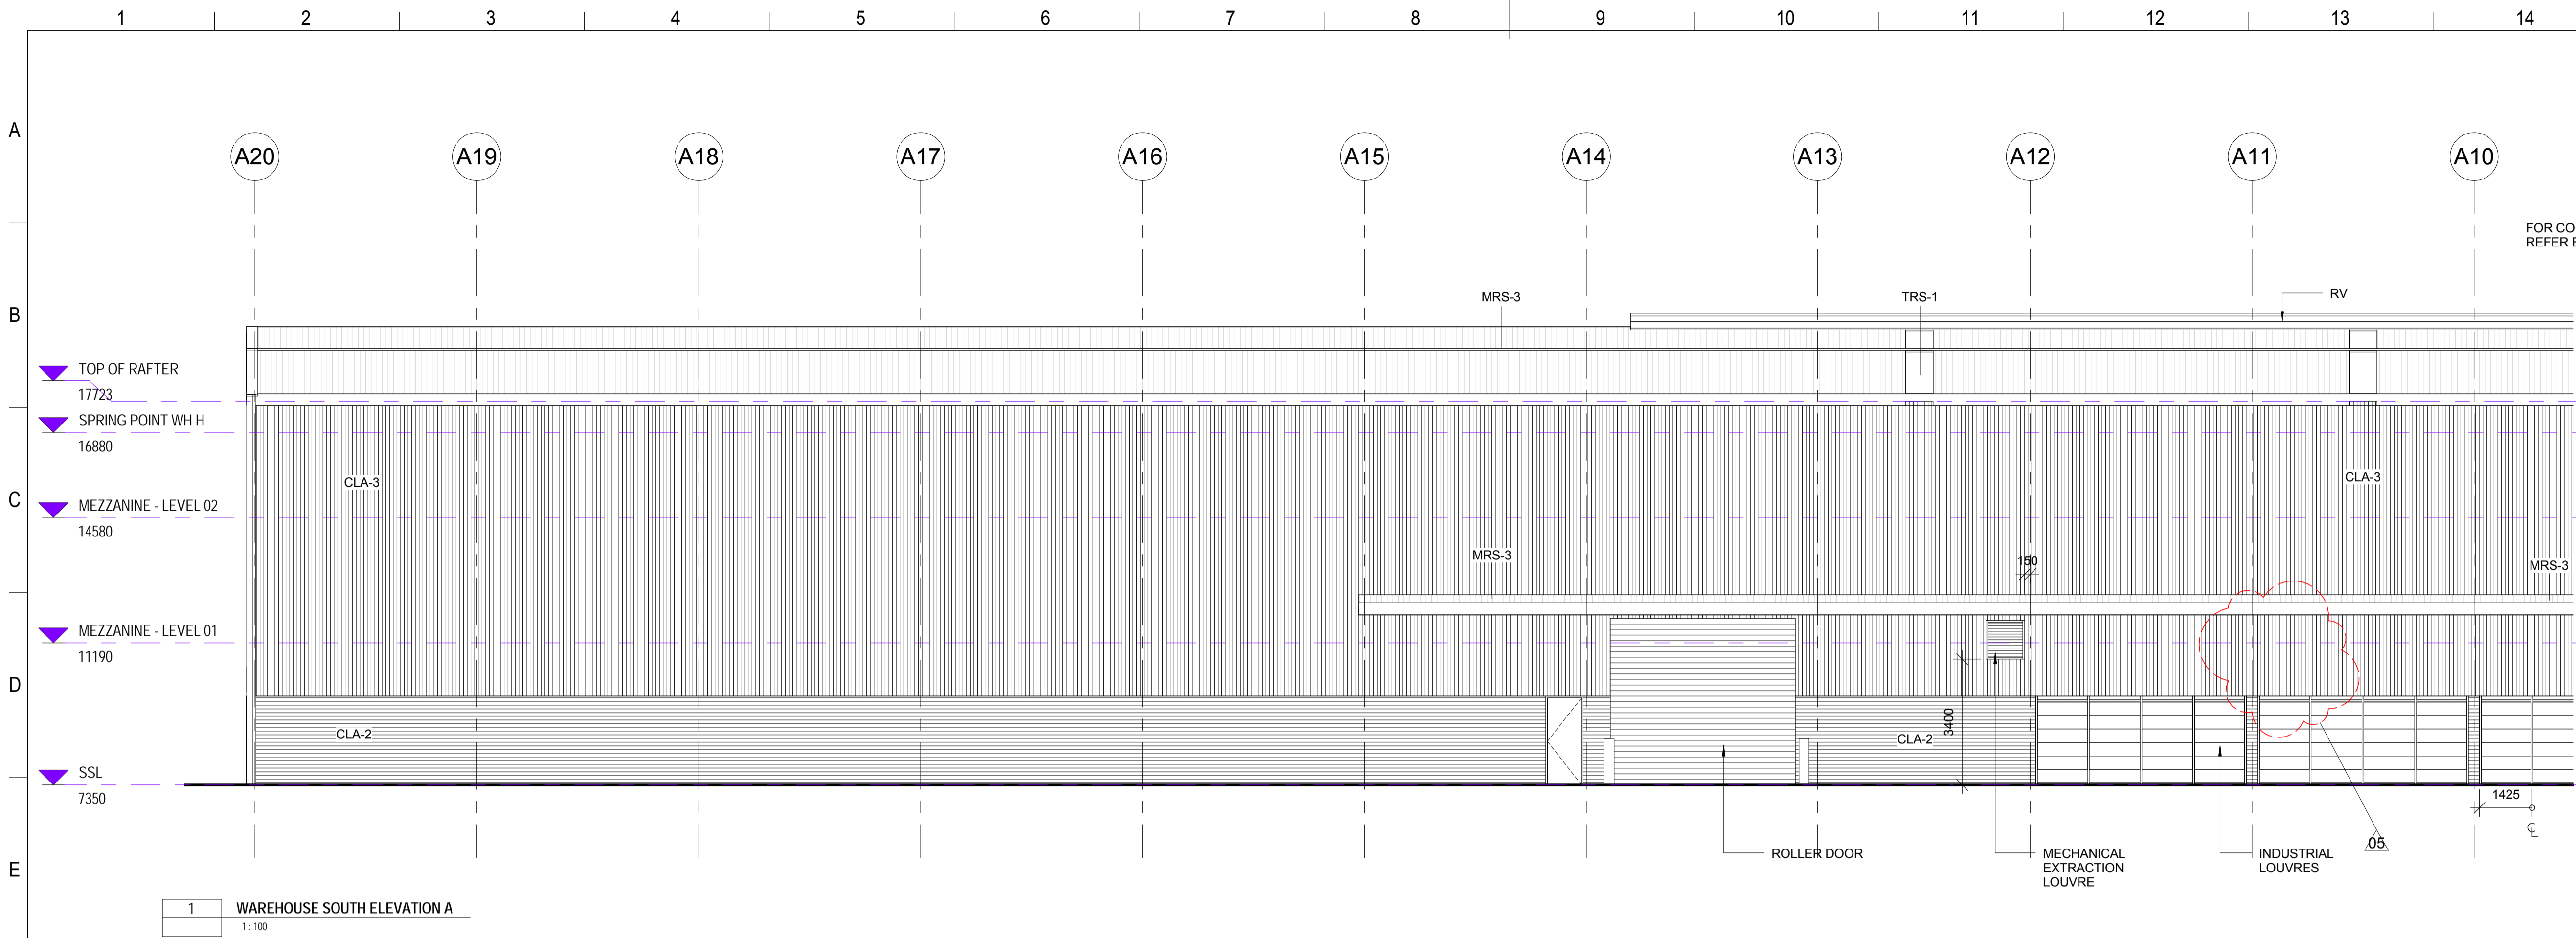 1 2 3 4 5 6 7 8 9 10 11 12 13 14
A
A20 A19 A18 A17 A16 A15 A14 A13 A12 A11 A10
FOR CO
REFER E
B
MRS-3 TRS-1 RV
TOP OF RAFTER
17723
SPRING POINT WH H
16880
CLA-3 CLA-3
C
MEZZANINE - LEVEL 02
14580
MRS-3 150 MRS-3
MEZZANINE - LEVEL 01
11190
D
3400
CLA-2 CLA-2
SSL
7350
1425
℄
05
E
ROLLER DOOR
MECHANICAL
EXTRACTION
LOUVRE
INDUSTRIAL
LOUVRES
1 WAREHOUSE SOUTH ELEVATION A
1 : 100